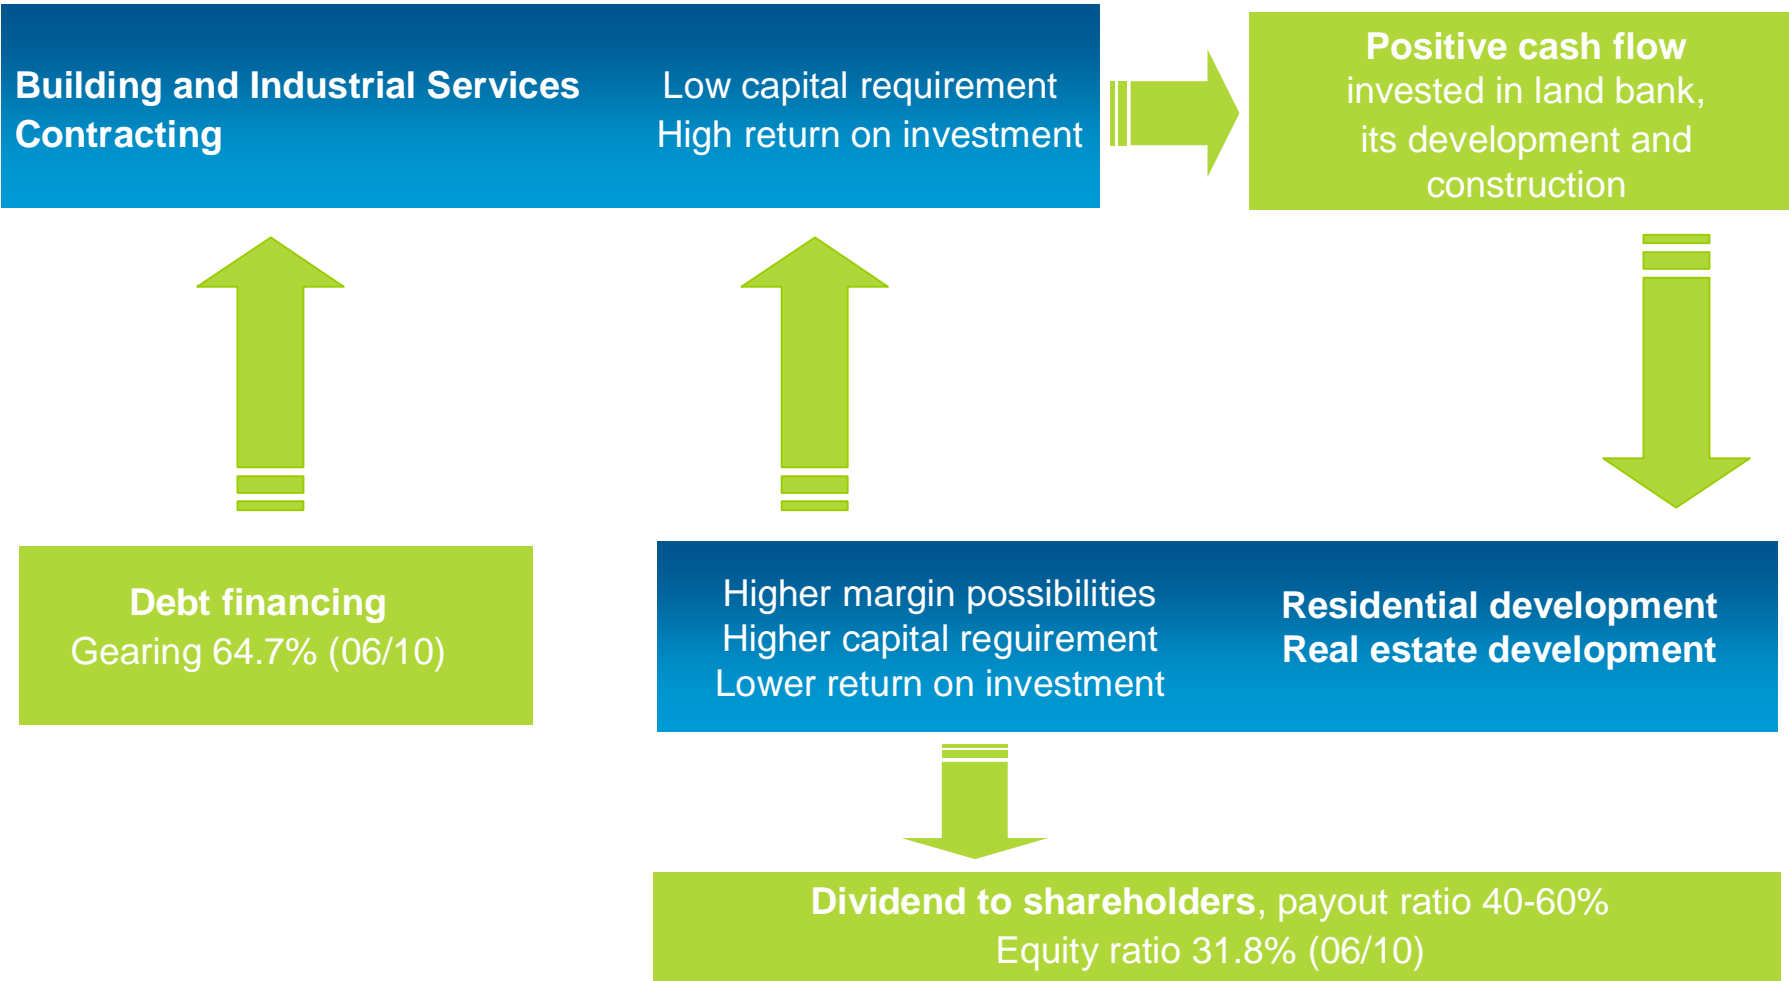 Building and Industrial Services
Contracting
Low capital requirement
High return on investment
Positive cash flow
invested in land bank,
its development and
construction
Debt financing
Gearing 64.7% (06/10)
Higher margin possibilities
Higher capital reguirement
Lower return on investment
Residential development
Real estate development
Dividend to shareholders, payout ratio 40-60%
Equity ratio 31.8% (06/10)